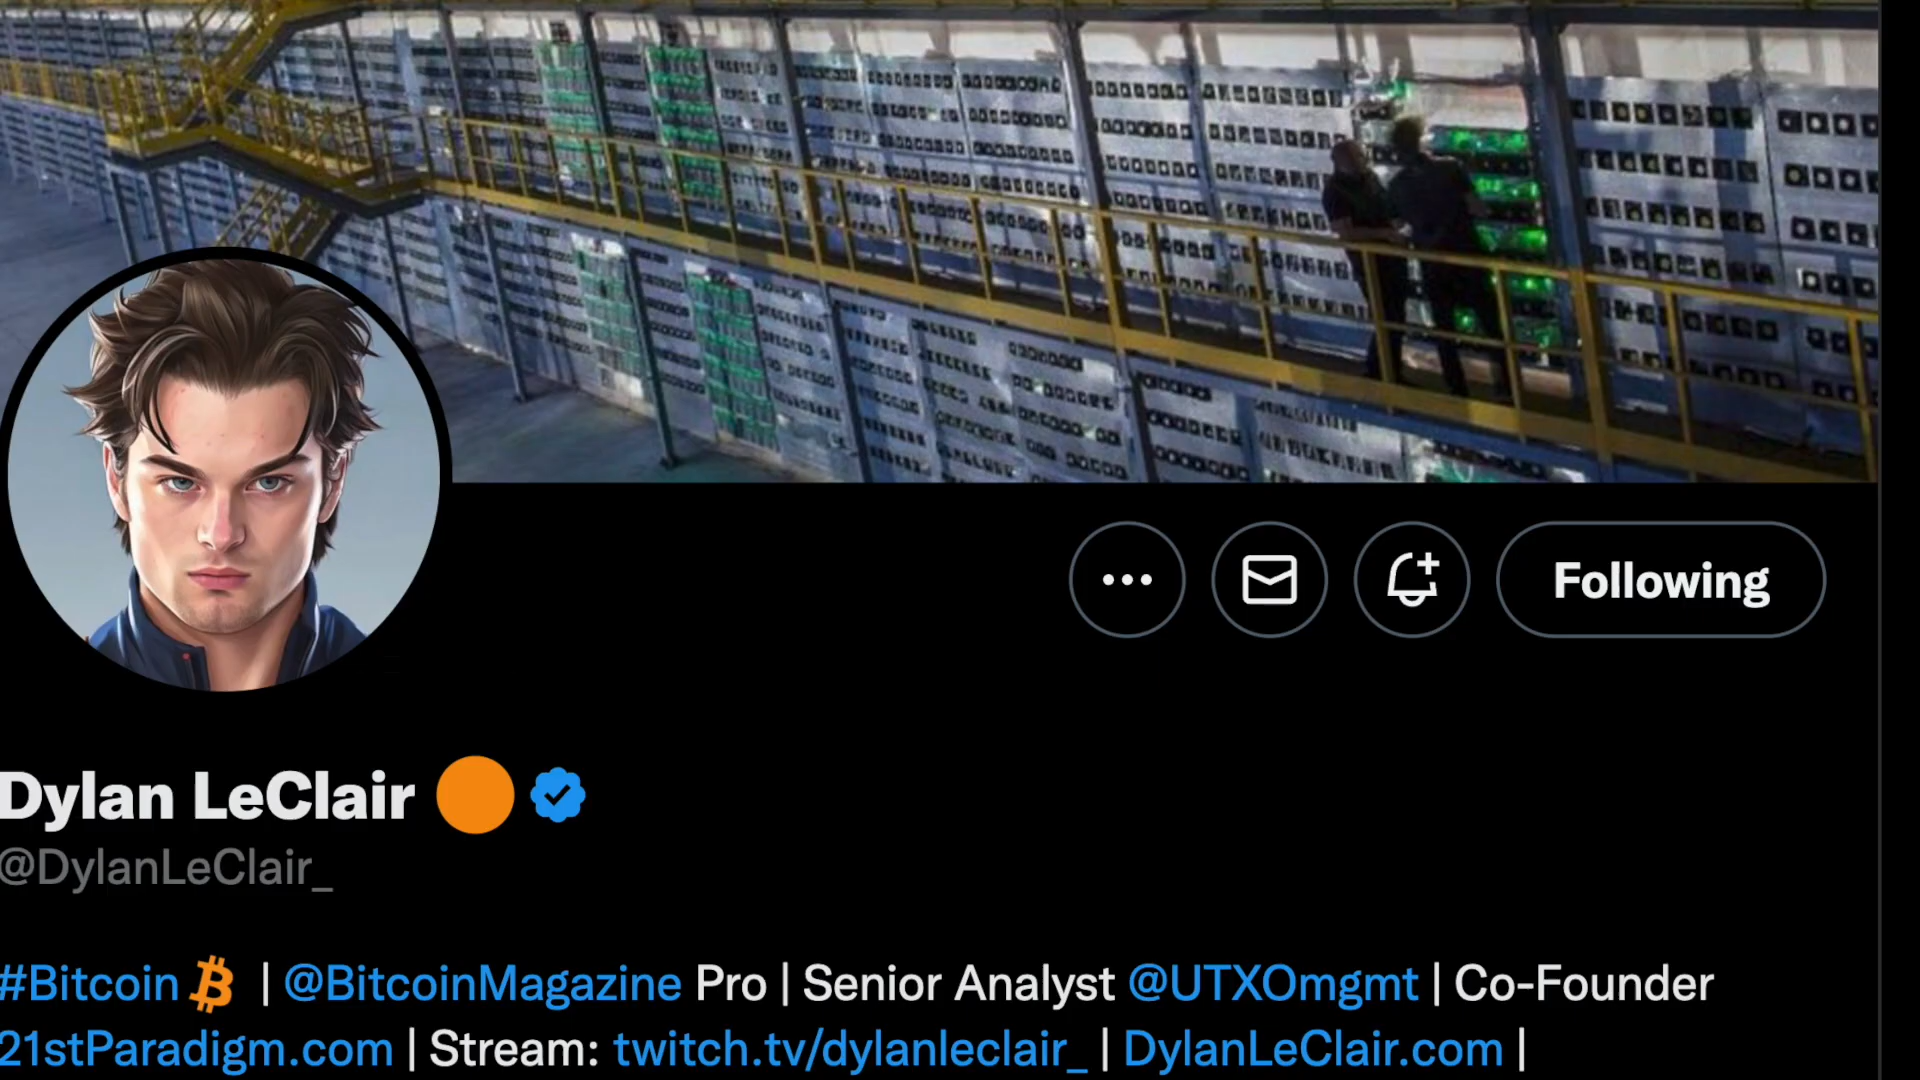 Following
Dylan LeClair
@DylanLeClair_
#Bitcoin | @BitcoinMagazine Pro | Senior Analyst @UTXOmgmt | Co-Founder
21stParadigm.com | Stream: twitch.tv/dylanleclair_ | DylanLeClair.com |